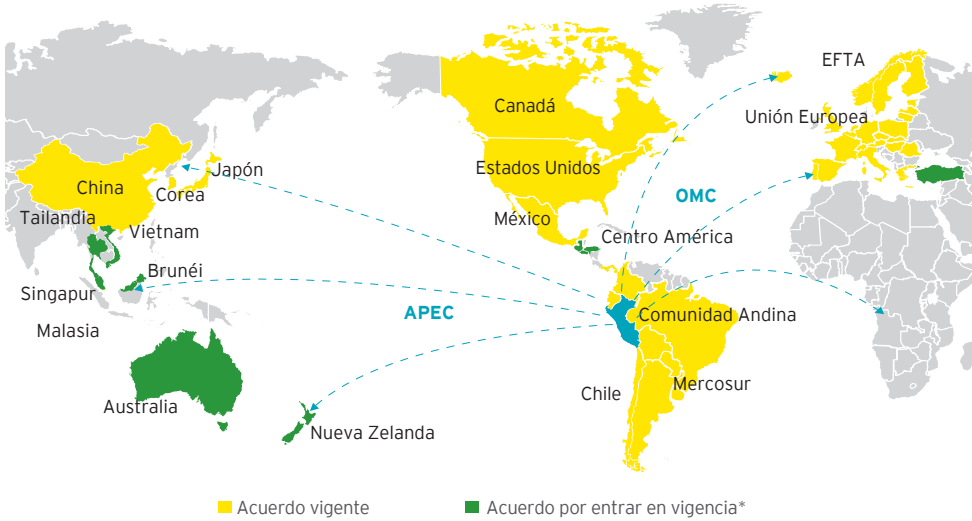 EFTA
Canadá
Unión Europea
Japón
Estados Unidos
China
Corea
OMC
Tailandia
México
Vietnam
Centro América
Brunéi
Singapur
APEC
Comunidad Andina
Malasia
Mercosur
Chile
Australia
Nueva Zelanda
Acuerdo vigente
Acuerdo por entrar en vigencia*